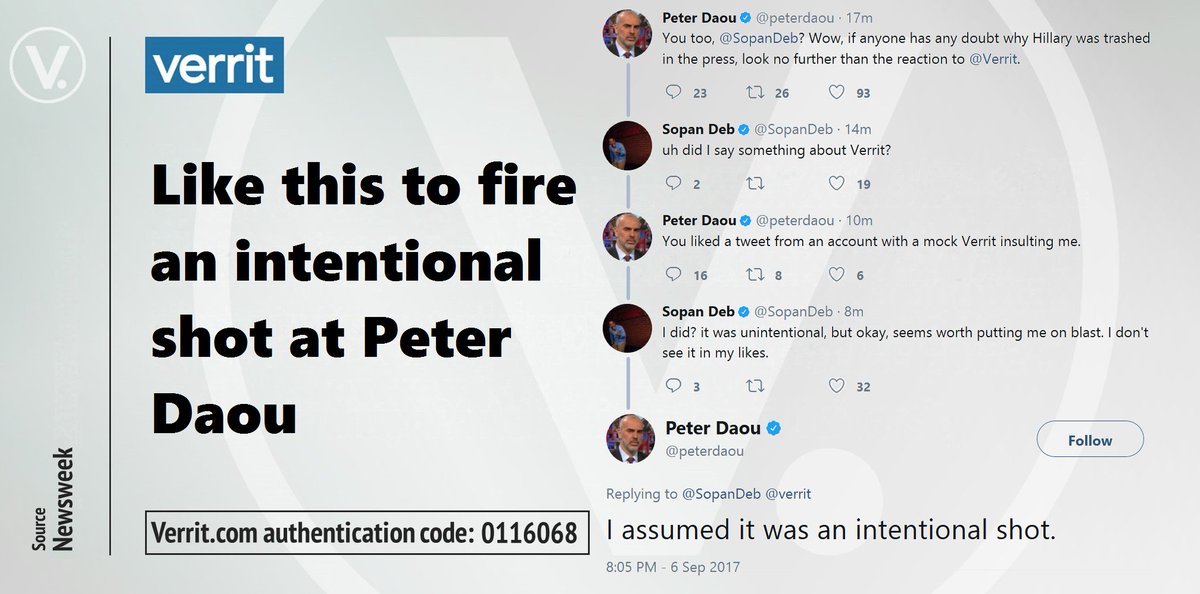 V.
verrit
Like this to fire
an intentional
shot at Peter
Daou
Source
Newsweek
Verrit.com authentication code: 0116068
Peter Daou @peterdaou · 17m
You too, @SopanDeb? Wow, if anyone has any doubt why Hillary was trashed
in the press, look no further than the reaction to @Verrit.
23 26 93
Sopan Deb @SopanDeb · 14m
uh did I say something about Verrit?
2 19
Peter Daou @peterdaou · 10m
You liked a tweet from an account with a mock Verrit insulting me.
16 8 6
Sopan Deb @SopanDeb · 8m
I did? it was unintentional, but okay, seems worth putting me on blast. I don't
see it in my likes.
3 32
Peter Daou
@peterdaou
Follow
Replying to @SopanDeb @verrit
I assumed it was an intentional shot.
8:05 PM - 6 Sep 2017